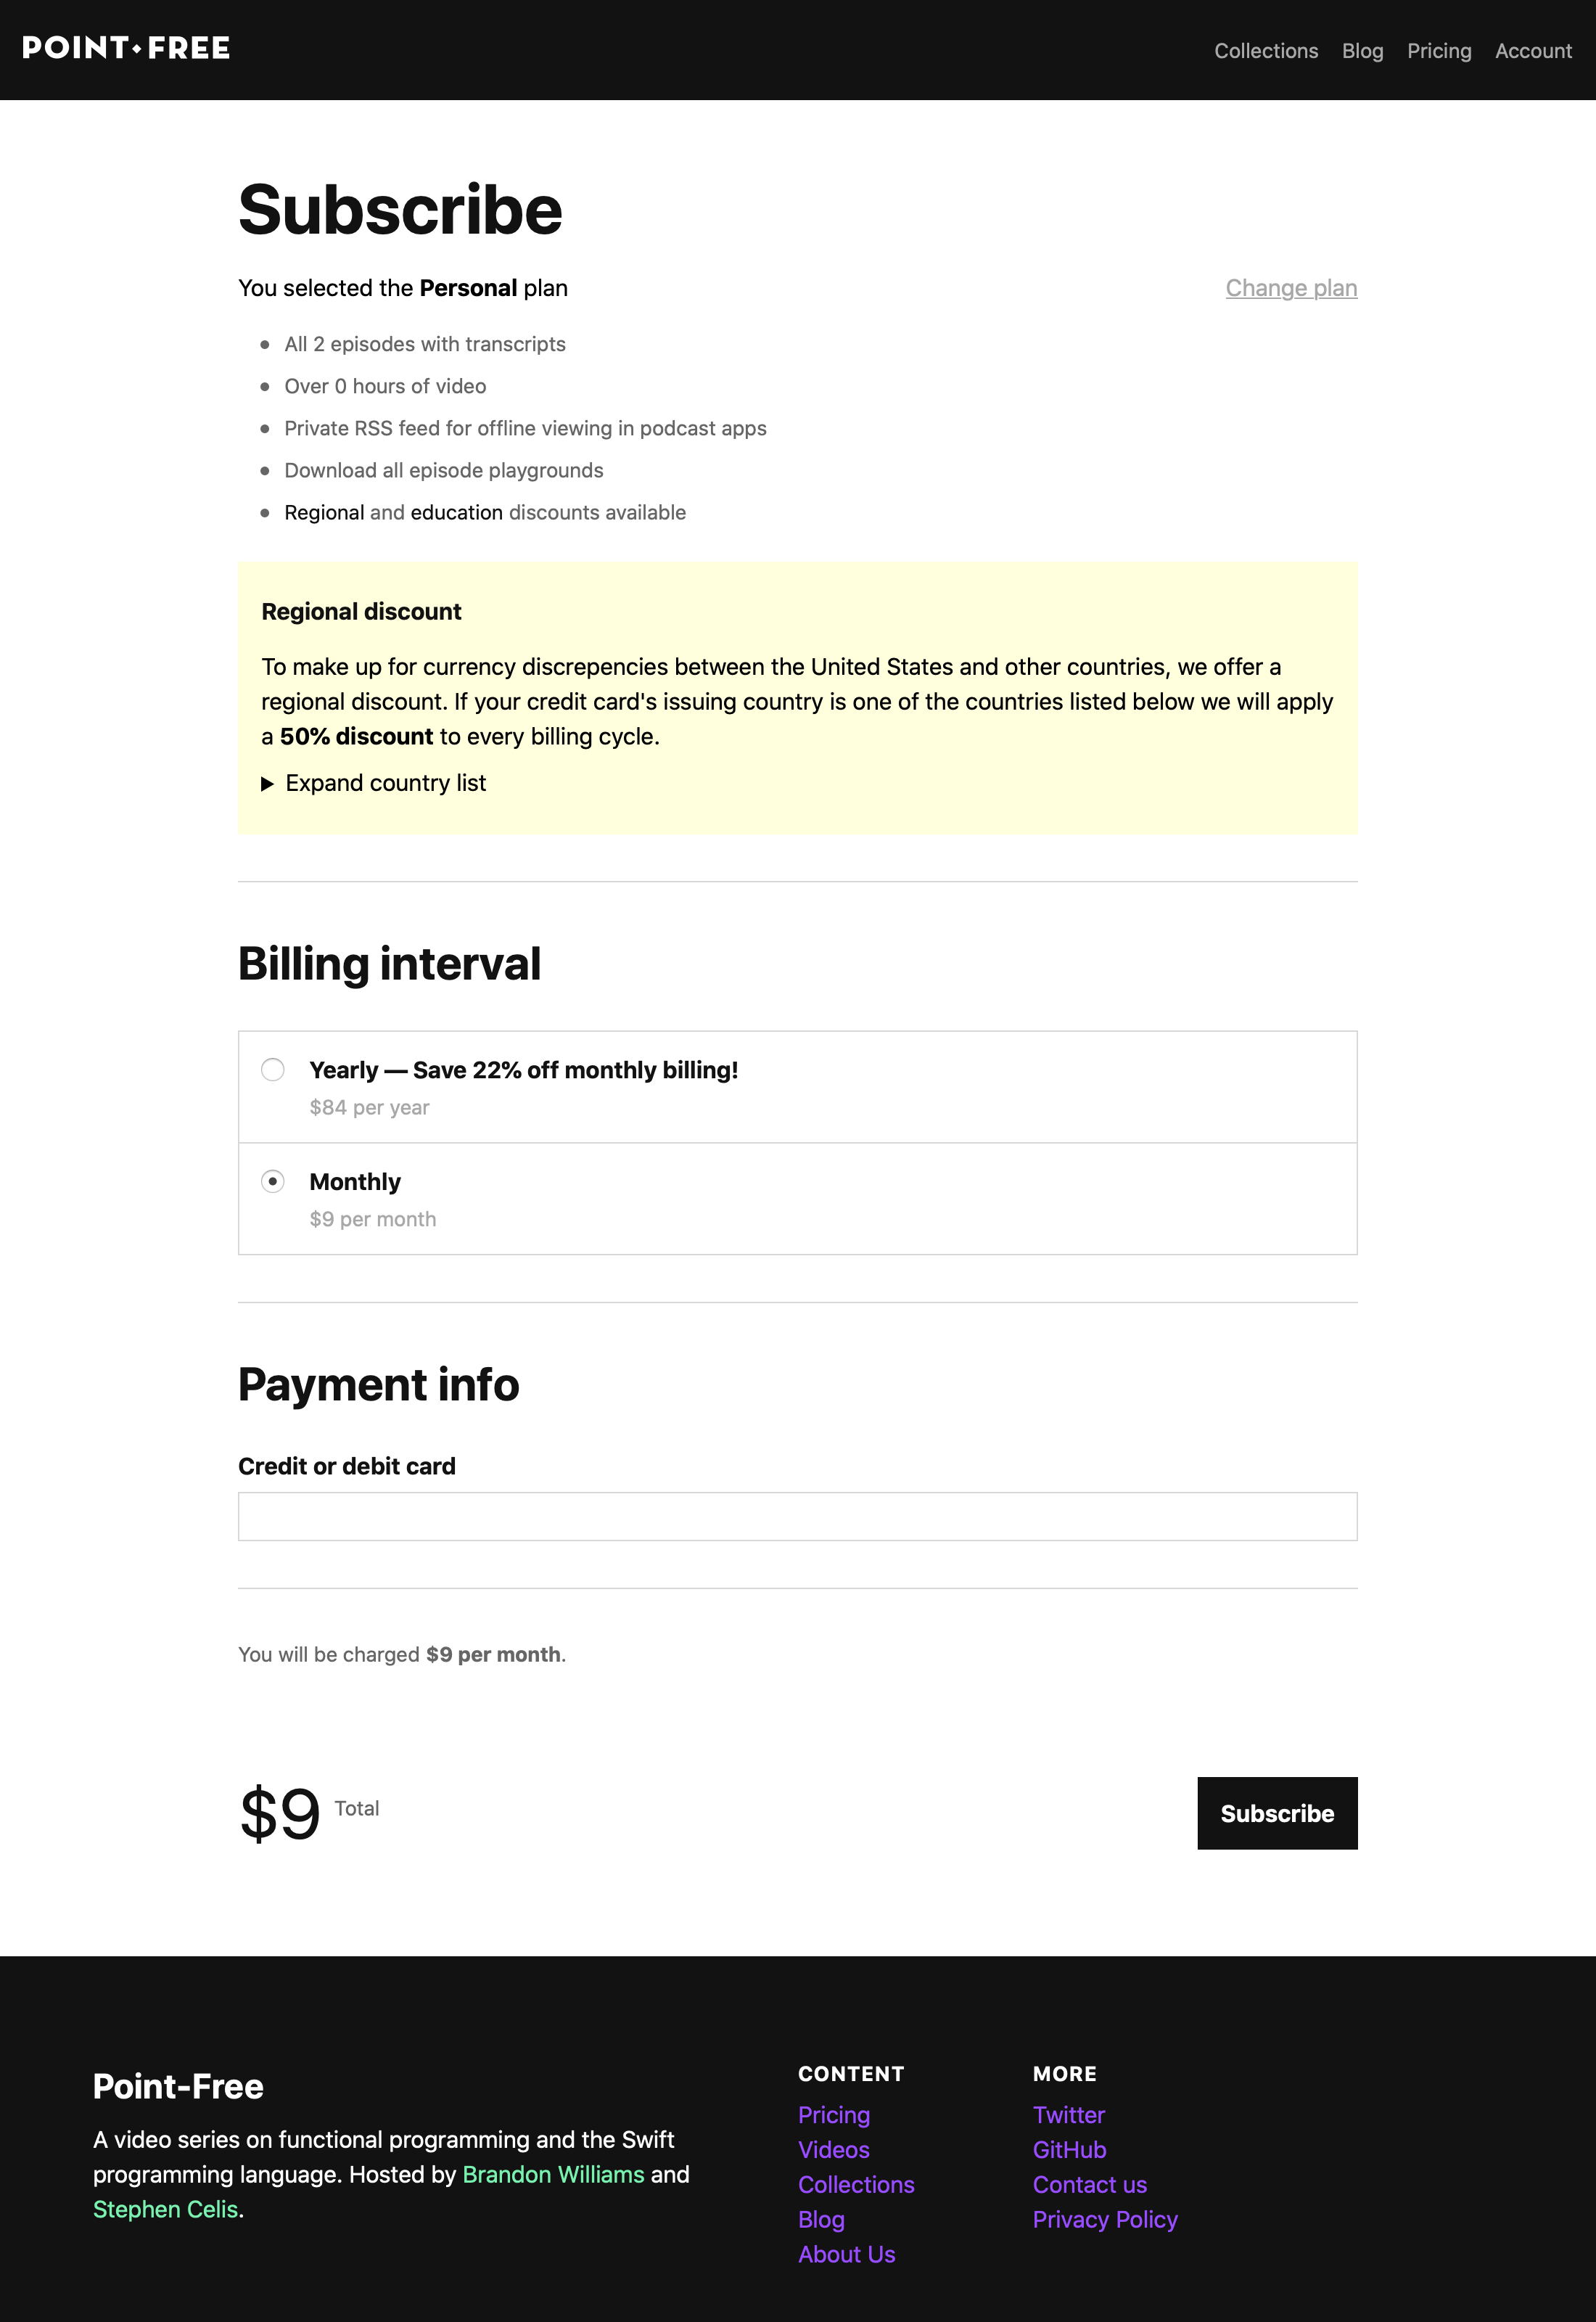 POINT⬥FREE
Collections Blog Pricing Account
Subscribe
You selected the Personal plan
Change plan
All 2 episodes with transcripts
Over 0 hours of video
Private RSS feed for offline viewing in podcast apps
Download all episode playgrounds
Regional and education discounts available
Regional discount
To make up for currency discrepencies between the United States and other countries, we offer a
regional discount. If your credit card's issuing country is one of the countries listed below we will apply
a 50% discount to every billing cycle.
Expand country list
Billing interval
Yearly — Save 22% off monthly billing!
$84 per year
Monthly
$9 per month
Payment info
Credit or debit card
You will be charged $9 per month.
$9 Total
Subscribe
Point-Free
A video series on functional programming and the Swift
programming language. Hosted by Brandon Williams and
Stephen Celis.
CONTENT
Pricing
Videos
Collections
Blog
About Us
MORE
Twitter
GitHub
Contact us
Privacy Policy